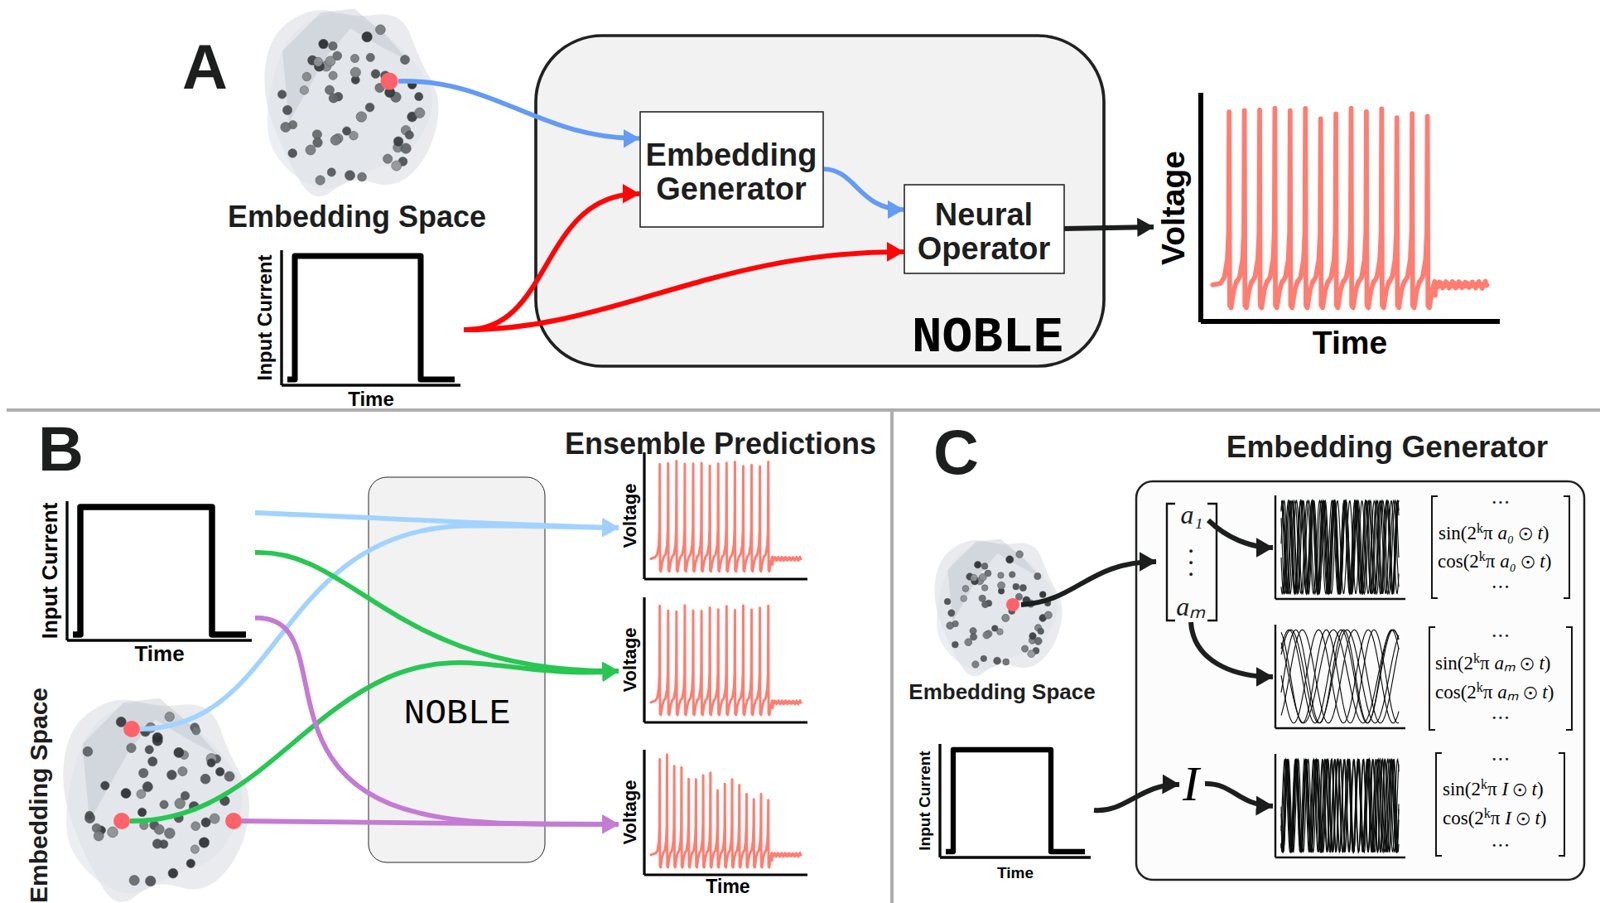 A
Embedding Space
Input Current
Time
Embedding
Generator
Neural
Operator
NOBLE
Voltage
Time
B
Ensemble Predictions
Input Current
Time
Embedding Space
NOBLE
Voltage
Voltage
Voltage
Time
C
Embedding Generator
Embedding Space
Input Current
Time
a₁
⋮
aₘ
I
...
sin(2ᵏπ a₀ ⊙ t)
cos(2ᵏπ a₀ ⊙ t)
...
...
sin(2ᵏπ aₘ ⊙ t)
cos(2ᵏπ aₘ ⊙ t)
...
...
sin(2ᵏπ I ⊙ t)
cos(2ᵏπ I ⊙ t)
...